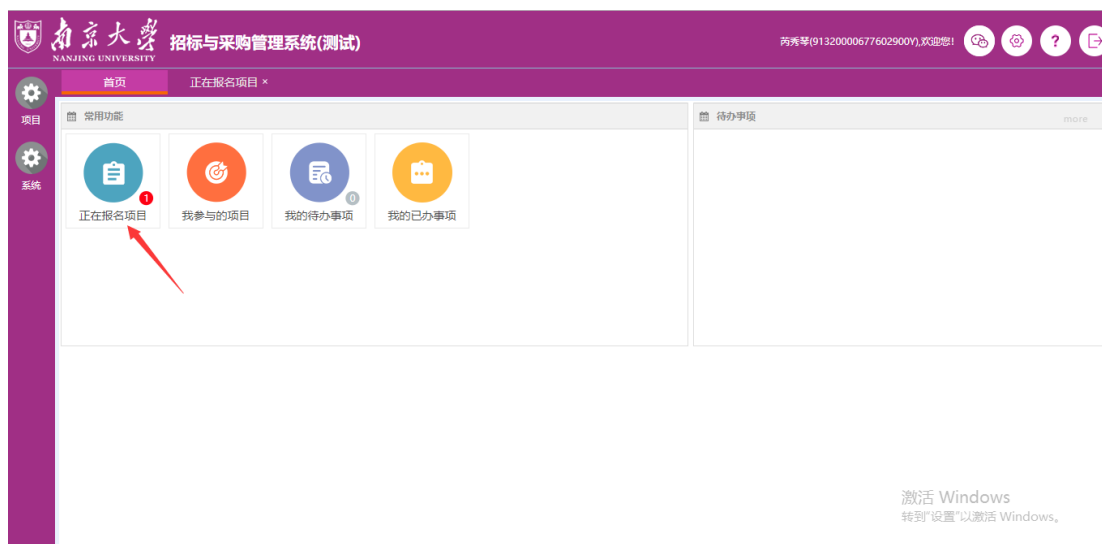 南京大学
NANJING UNIVERSITY
招标与采购管理系统(测试)
芮秀琴(91320000677602900Y),欢迎您!
?
首页
正在报名项目 ×
项目
系统
常用功能
待办事项
more
1
0
正在报名项目
我参与的项目
我的待办事项
我的已办事项
激活 Windows
转到"设置"以激活 Windows。